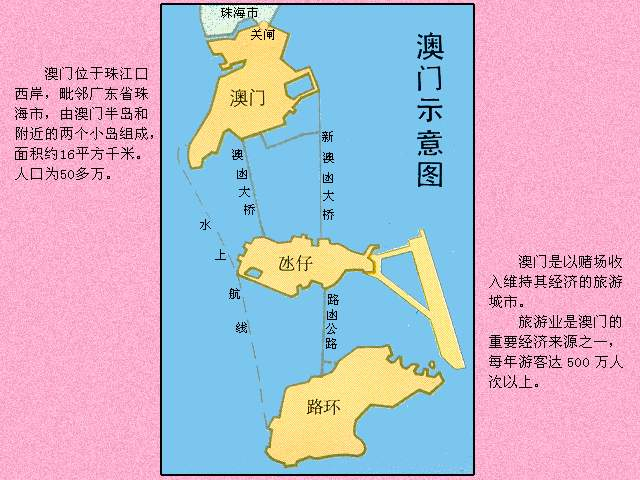 澳门示意图
珠海市
关闸
澳门
澳凼大桥
新澳凼大桥
水上航线
氹仔
路凼公路
路环
澳门位于珠江口
西岸，毗邻广东省珠
海市，由澳门半岛和
附近的两个小岛组成，
面积约16平方千米。
人口为50多万。
澳门是以赌场收
入维持其经济的旅游
城市。
旅游业是澳门的
重要经济来源之一，
每年游客达 500 万人
次以上。